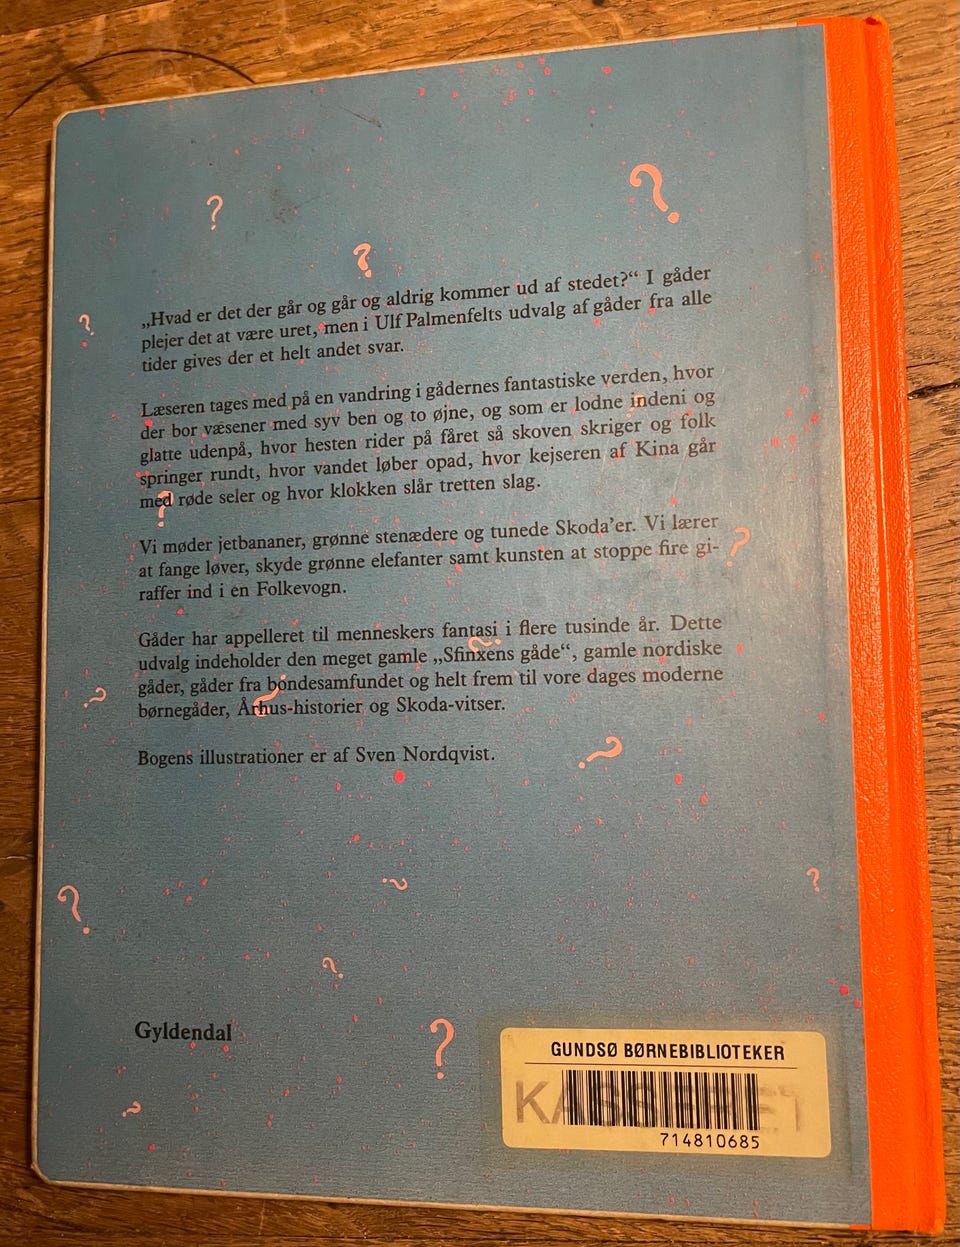 „Hvad er det der går og går og aldrig kommer ud af stedet?“ I gåder
plejer det at være uret, men i Ulf Palmenfelts udvalg af gåder fra alle
tider gives der et helt andet svar.
Læseren tages med på en vandring i gådernes fantastiske verden, hvor
der bor væsener med syv ben og to øjne, og som er lodne indeni og
glatte udenpå, hvor hesten rider på fåret så skoven skriger og folk
springer rundt, hvor vandet løber opad, hvor kejseren af Kina går
med røde seler og hvor klokken slår tretten slag.
Vi møder jetbananer, grønne stenædere og tunede Skoda’er. Vi lærer
at fange løver, skyde grønne elefanter samt kunsten at stoppe fire gi-
raffer ind i en Folkevogn.
Gåder har appelleret til menneskers fantasi i flere tusinde år. Dette
udvalg indeholder den meget gamle „Sfinxens gåde“, gamle nordiske
gåder, gåder fra bondesamfundet og helt frem til vore dages moderne
børnegåder, Århus-historier og Skoda-vitser.
Bogens illustrationer er af Sven Nordqvist.
Gyldendal
GUNDSØ BØRNEBIBLIOTEKER
KASSERET
714810685